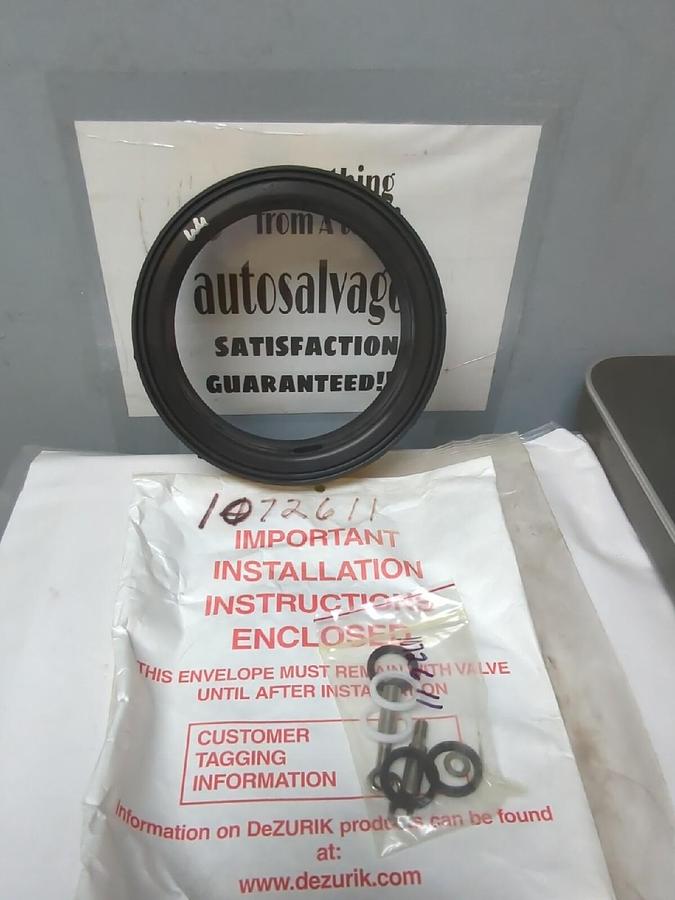 thing
from A
autosalvage
SATISFACTION
GUARANTEED!!
1072611
IMPORTANT
INSTALLATION
INSTRUCTIONS
ENCLOSED
THIS ENVELOPE MUST REMAIN WITH VALVE
UNTIL AFTER INSTALLATION
CUSTOMER
TAGGING
INFORMATION
Information on DeZURIK products can be found
at:
www.dezurik.com